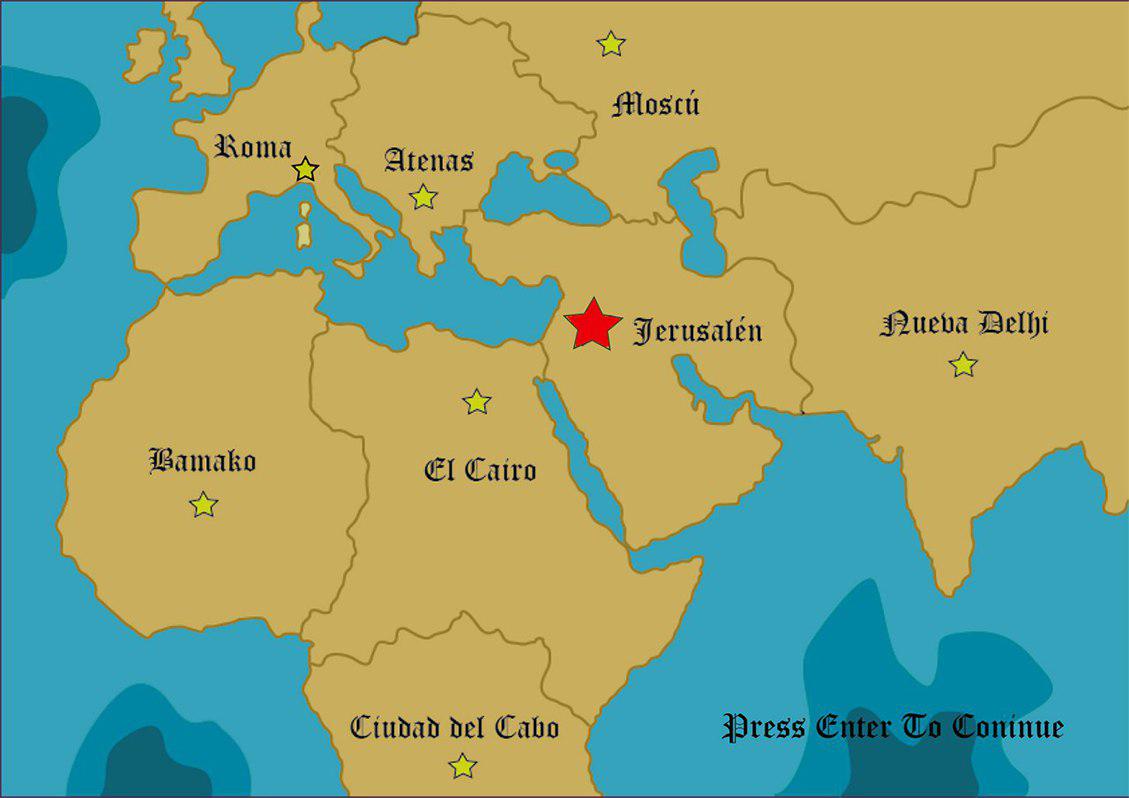 Moscú
Roma
Atenas
Jerusalén
Nueva Delhi
Bamako
El Cairo
Ciudad del Cabo
Press Enter To Coninue